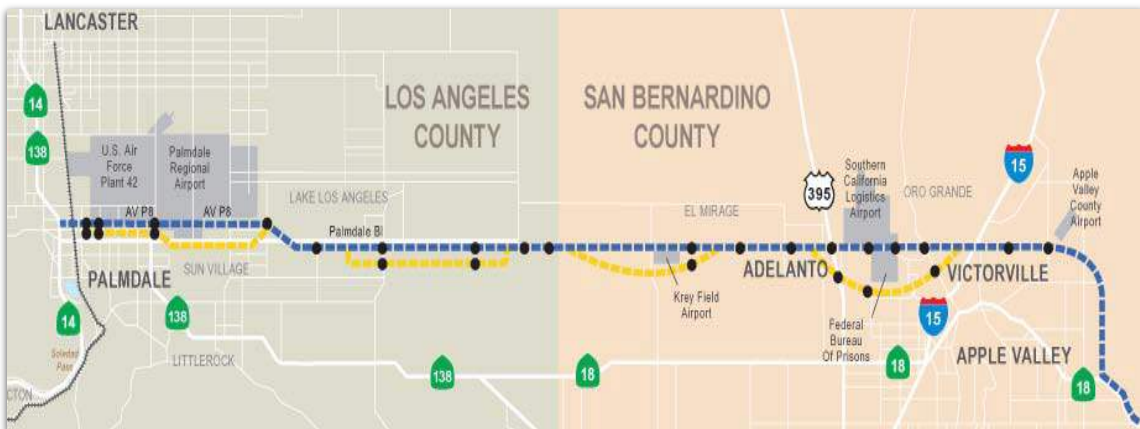 LANCASTER
14
138
U.S. Air
Force
Plant 42
Palmdale
Regional
Airport
AV P8
AV P8
LOS ANGELES
COUNTY
SAN BERNARDINO
COUNTY
LAKE LOS ANGELES
Palmdale Bl
SUN VILLAGE
PALMDALE
14
138
Soledad
Pass
CTON
LITTLEROCK
138
18
EL MIRAGE
Krey Field
Airport
395
Southern
California
Logistics
Airport
ORO GRANDE
15
Apple
Valley
County
Airport
ADELANTO
VICTORVILLE
Federal
Bureau
Of Prisons
15
APPLE VALLEY
18
18